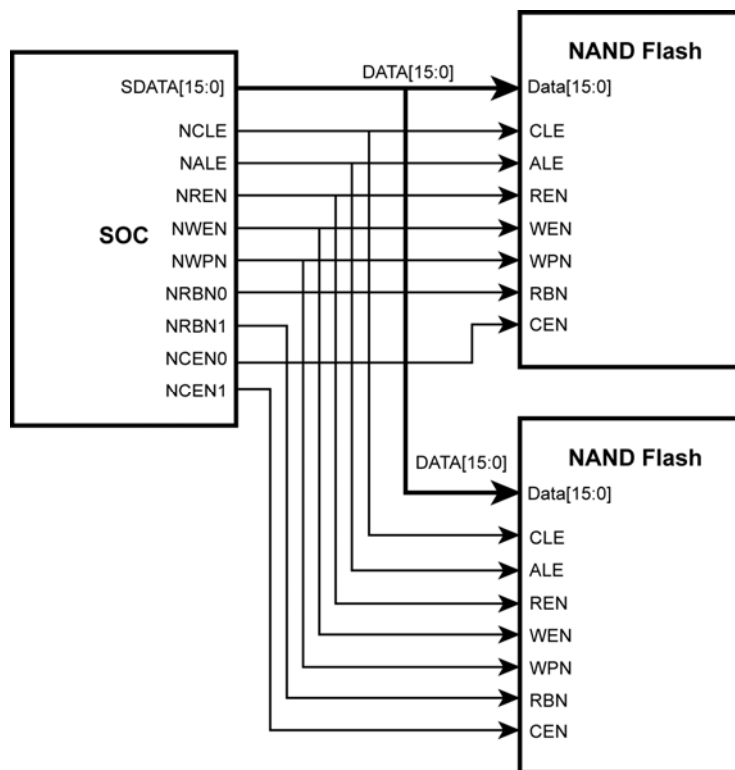 SOC
SDATA[15:0]
NCLE
NALE
NREN
NWEN
NWPN
NRBN0
NRBN1
NCEN0
NCEN1
DATA[15:0]
NAND Flash
Data[15:0]
CLE
ALE
REN
WEN
WPN
RBN
CEN
DATA[15:0]
NAND Flash
Data[15:0]
CLE
ALE
REN
WEN
WPN
RBN
CEN